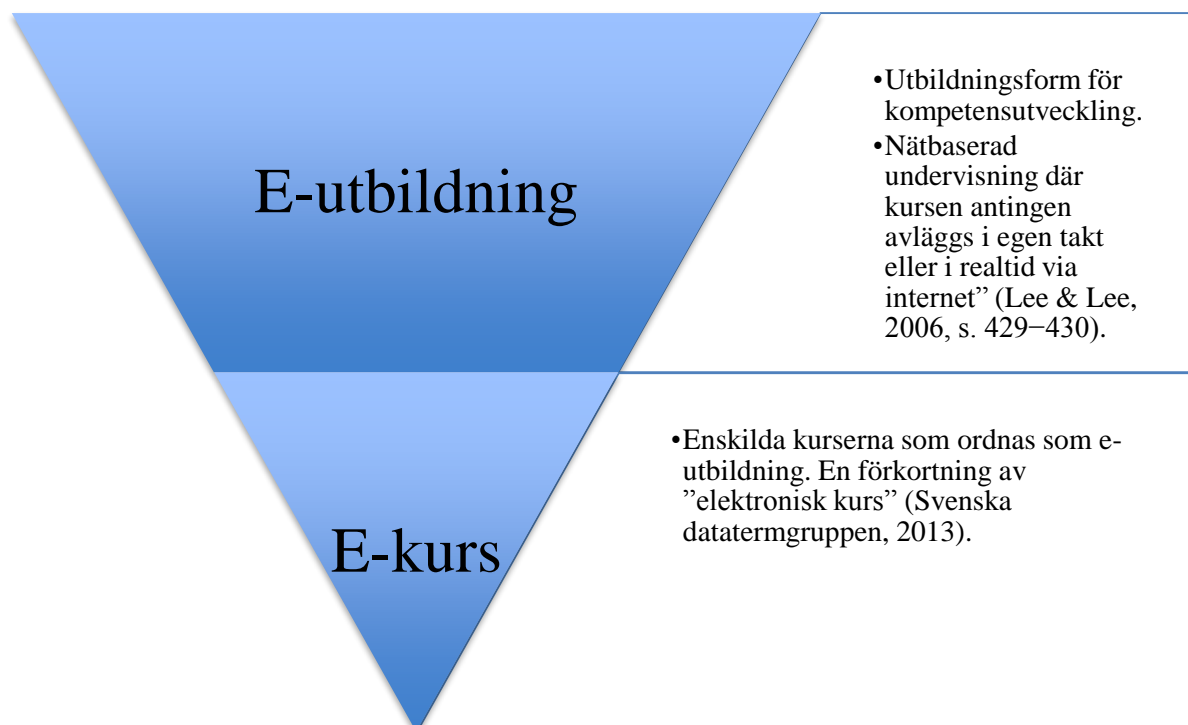 E-utbildning
•Utbildningsform för
kompetensutveckling.
•Nätbaserad
undervisning där
kursen antingen
avläggs i egen takt
eller i realtid via
internet” (Lee & Lee,
2006, s. 429−430).
E-kurs
•Enskilda kurserna som ordnas som e-
utbildning. En förkortning av
”elektronisk kurs” (Svenska
datatermgruppen, 2013).